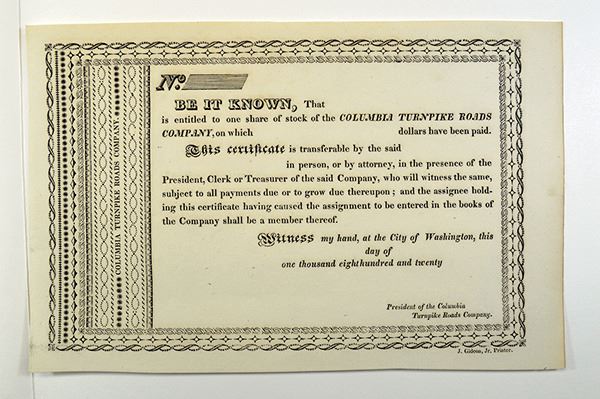 No.
BE IT KNOWN, That
is entitled to one share of stock of the COLUMBIA TURNPIKE ROADS
COMPANY, on which dollars have been paid.
This certificate is transferable by the said
in person, or by attorney, in the presence of the
President, Clerk or Treasurer of the said Company, who will witness the same,
subject to all payments due or to grow due thereupon; and the assignee hold-
ing this certificate having caused the assignment to be entered in the books of
the Company shall be a member thereof.
Witness my hand, at the City of Washington, this
day of
one thousand eighthundred and twenty
President of the Columbia
Turnpike Roads Company.
J. Gideon, Jr. Printer.
COLUMBIA TURNPIKE ROADS COMPANY.